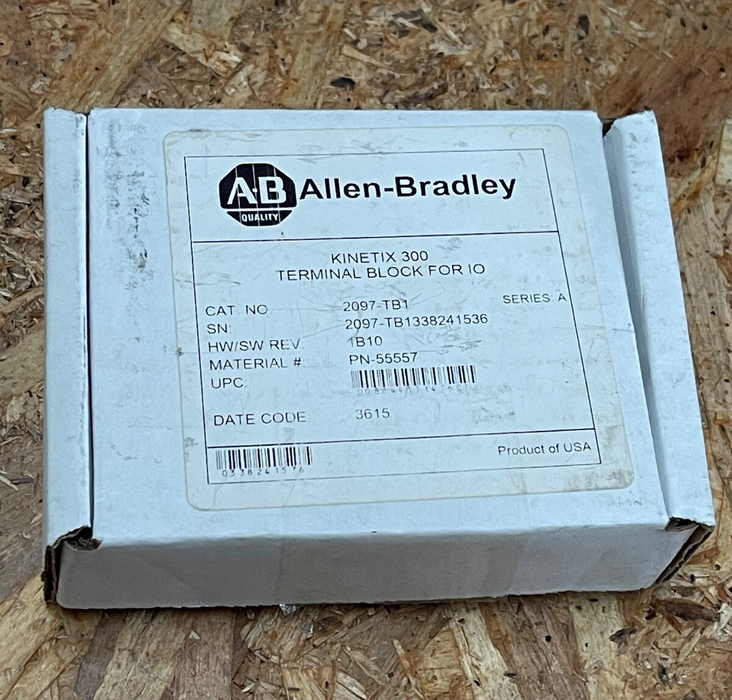 A·B QUALITY Allen-Bradley
KINETIX 300
TERMINAL BLOCK FOR IO
CAT. NO. 2097-TB1 SERIES: A
SN: 2097-TB1338241536
HW/SW REV. 1B10
MATERIAL #: PN-55557
UPC:
DATE CODE 3615
Product of USA